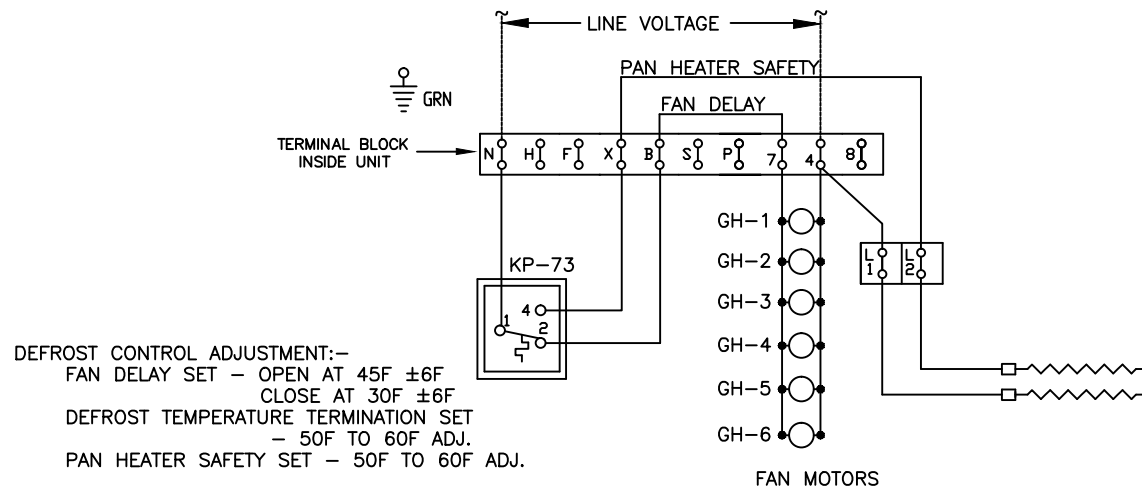 LINE VOLTAGE
PAN HEATER SAFETY
GRN
FAN DELAY
TERMINAL BLOCK
INSIDE UNIT
N H F X B S P 7 4 8
GH-1
GH-2
GH-3
GH-4
GH-5
GH-6
L L
1 2
KP-73
4
1 2
DEFROST CONTROL ADJUSTMENT:-
FAN DELAY SET - OPEN AT 45F ±6F
CLOSE AT 30F ±6F
DEFROST TEMPERATURE TERMINATION SET
- 50F TO 60F ADJ.
PAN HEATER SAFETY SET - 50F TO 60F ADJ.
FAN MOTORS